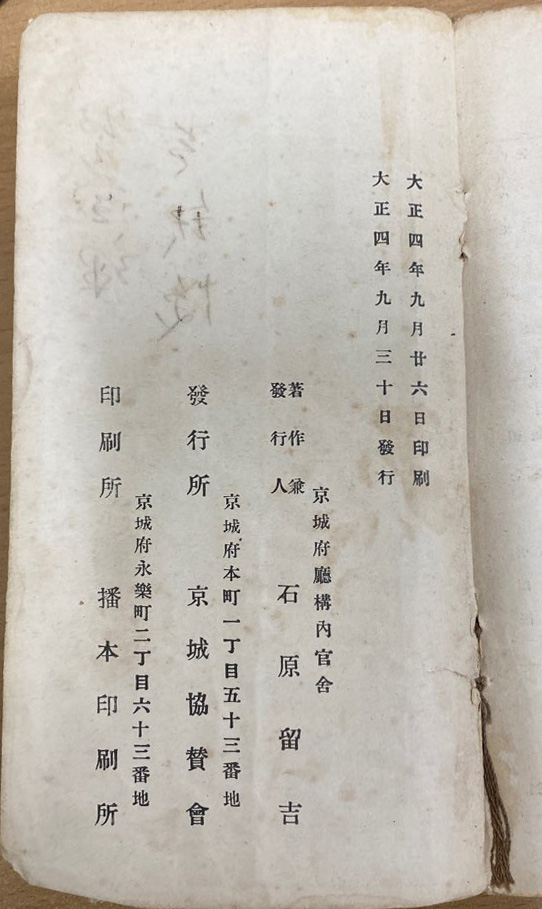 大正四年九月廿六日印刷
大正四年九月三十日發行
京城府廳構內官舍
著作兼
發行人
石原留吉
京城府本町一丁目五十三番地
發行所 京城協賛會
京城府永樂町二丁目六十三番地
印刷所 播本印刷所